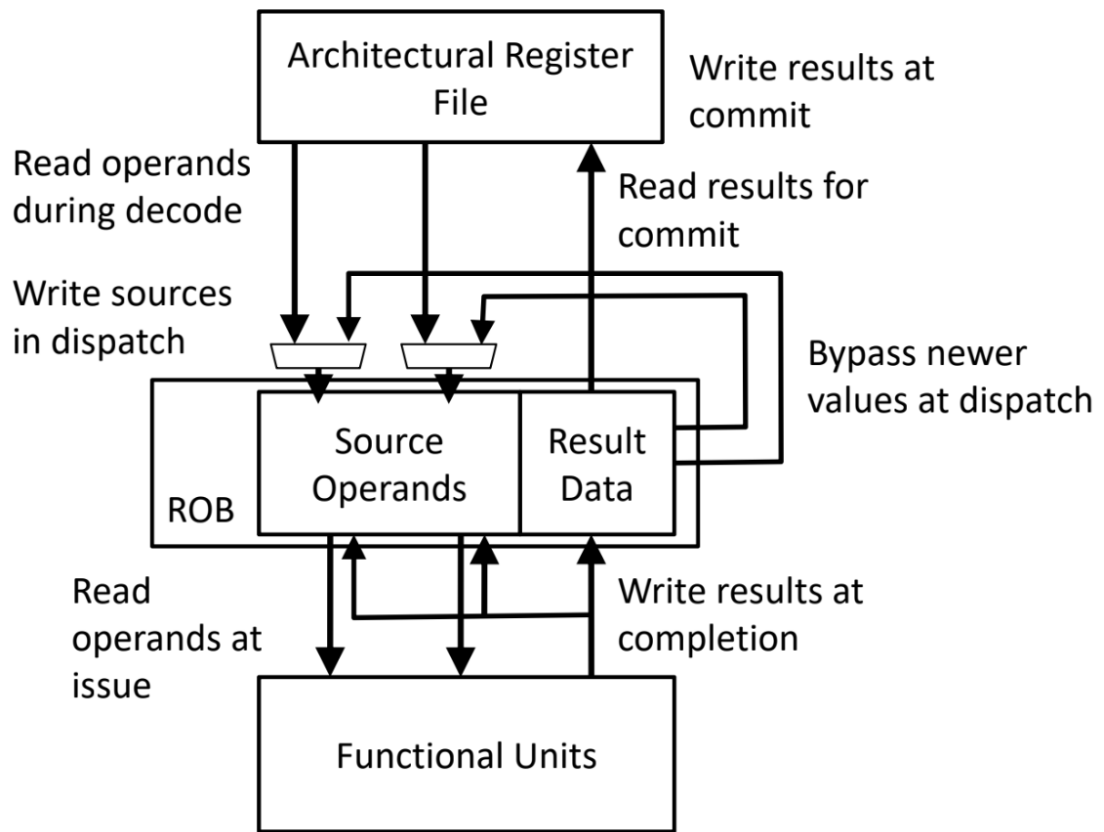 Architectural Register
File
Write results at
commit
Read operands
during decode
Read results for
commit
Write sources
in dispatch
Bypass newer
values at dispatch
Source
Operands
Result
Data
ROB
Read
operands at
issue
Write results at
completion
Functional Units